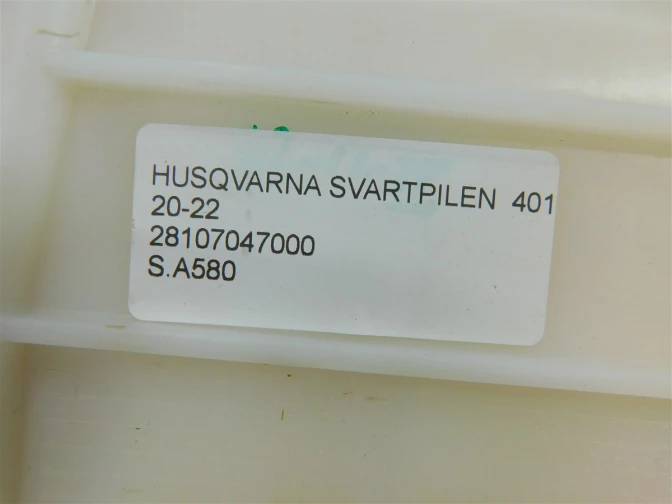 HUSQVARNA SVARTPILEN 401
20-22
28107047000
S.A580